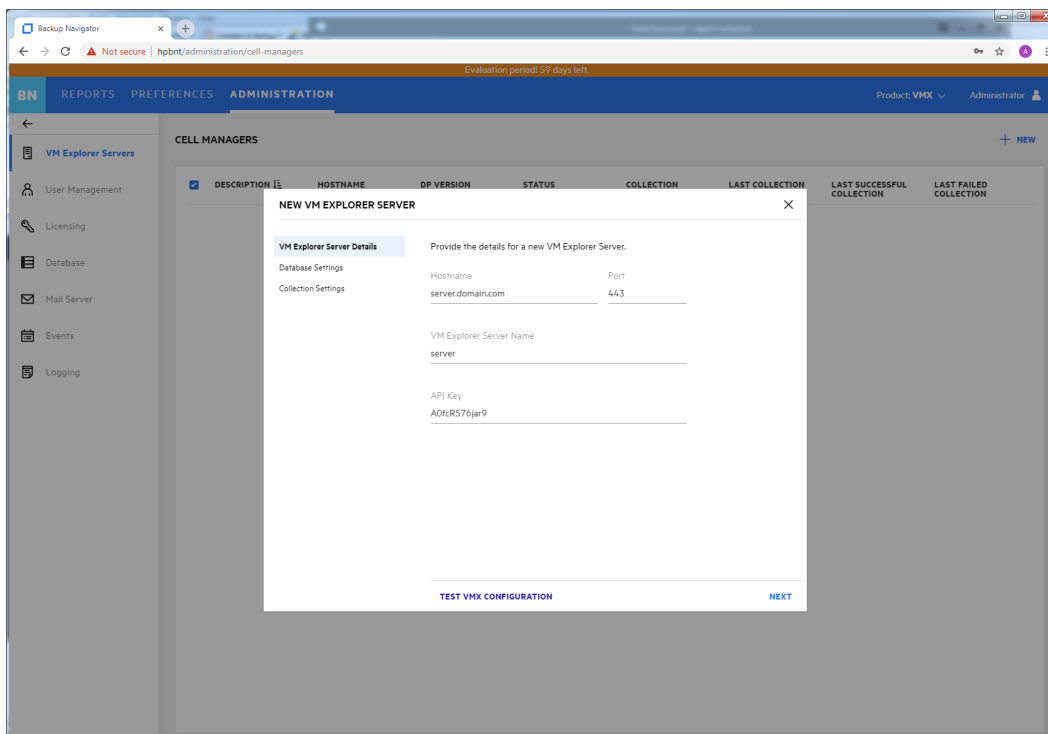 Backup Navigator
Not secure | hpbnt/administration/cell-managers
A
Evaluation period! 59 days left.
BN REPORTS PREFERENCES ADMINISTRATION Product: VMX Administrator
VM Explorer Servers
User Management
Licensing
Database
Mail Server
Events
Logging
CELL MANAGERS
+ NEW
DESCRIPTION HOSTNAME DP VERSION STATUS COLLECTION LAST COLLECTION LAST SUCCESSFUL COLLECTION LAST FAILED COLLECTION
NEW VM EXPLORER SERVER
VM Explorer Server Details
Database Settings
Collection Settings
Provide the details for a new VM Explorer Server.
Hostname Port
server.domain.com 443
VM Explorer Server Name
server
API Key
A0fcR576jar9
TEST VMX CONFIGURATION NEXT